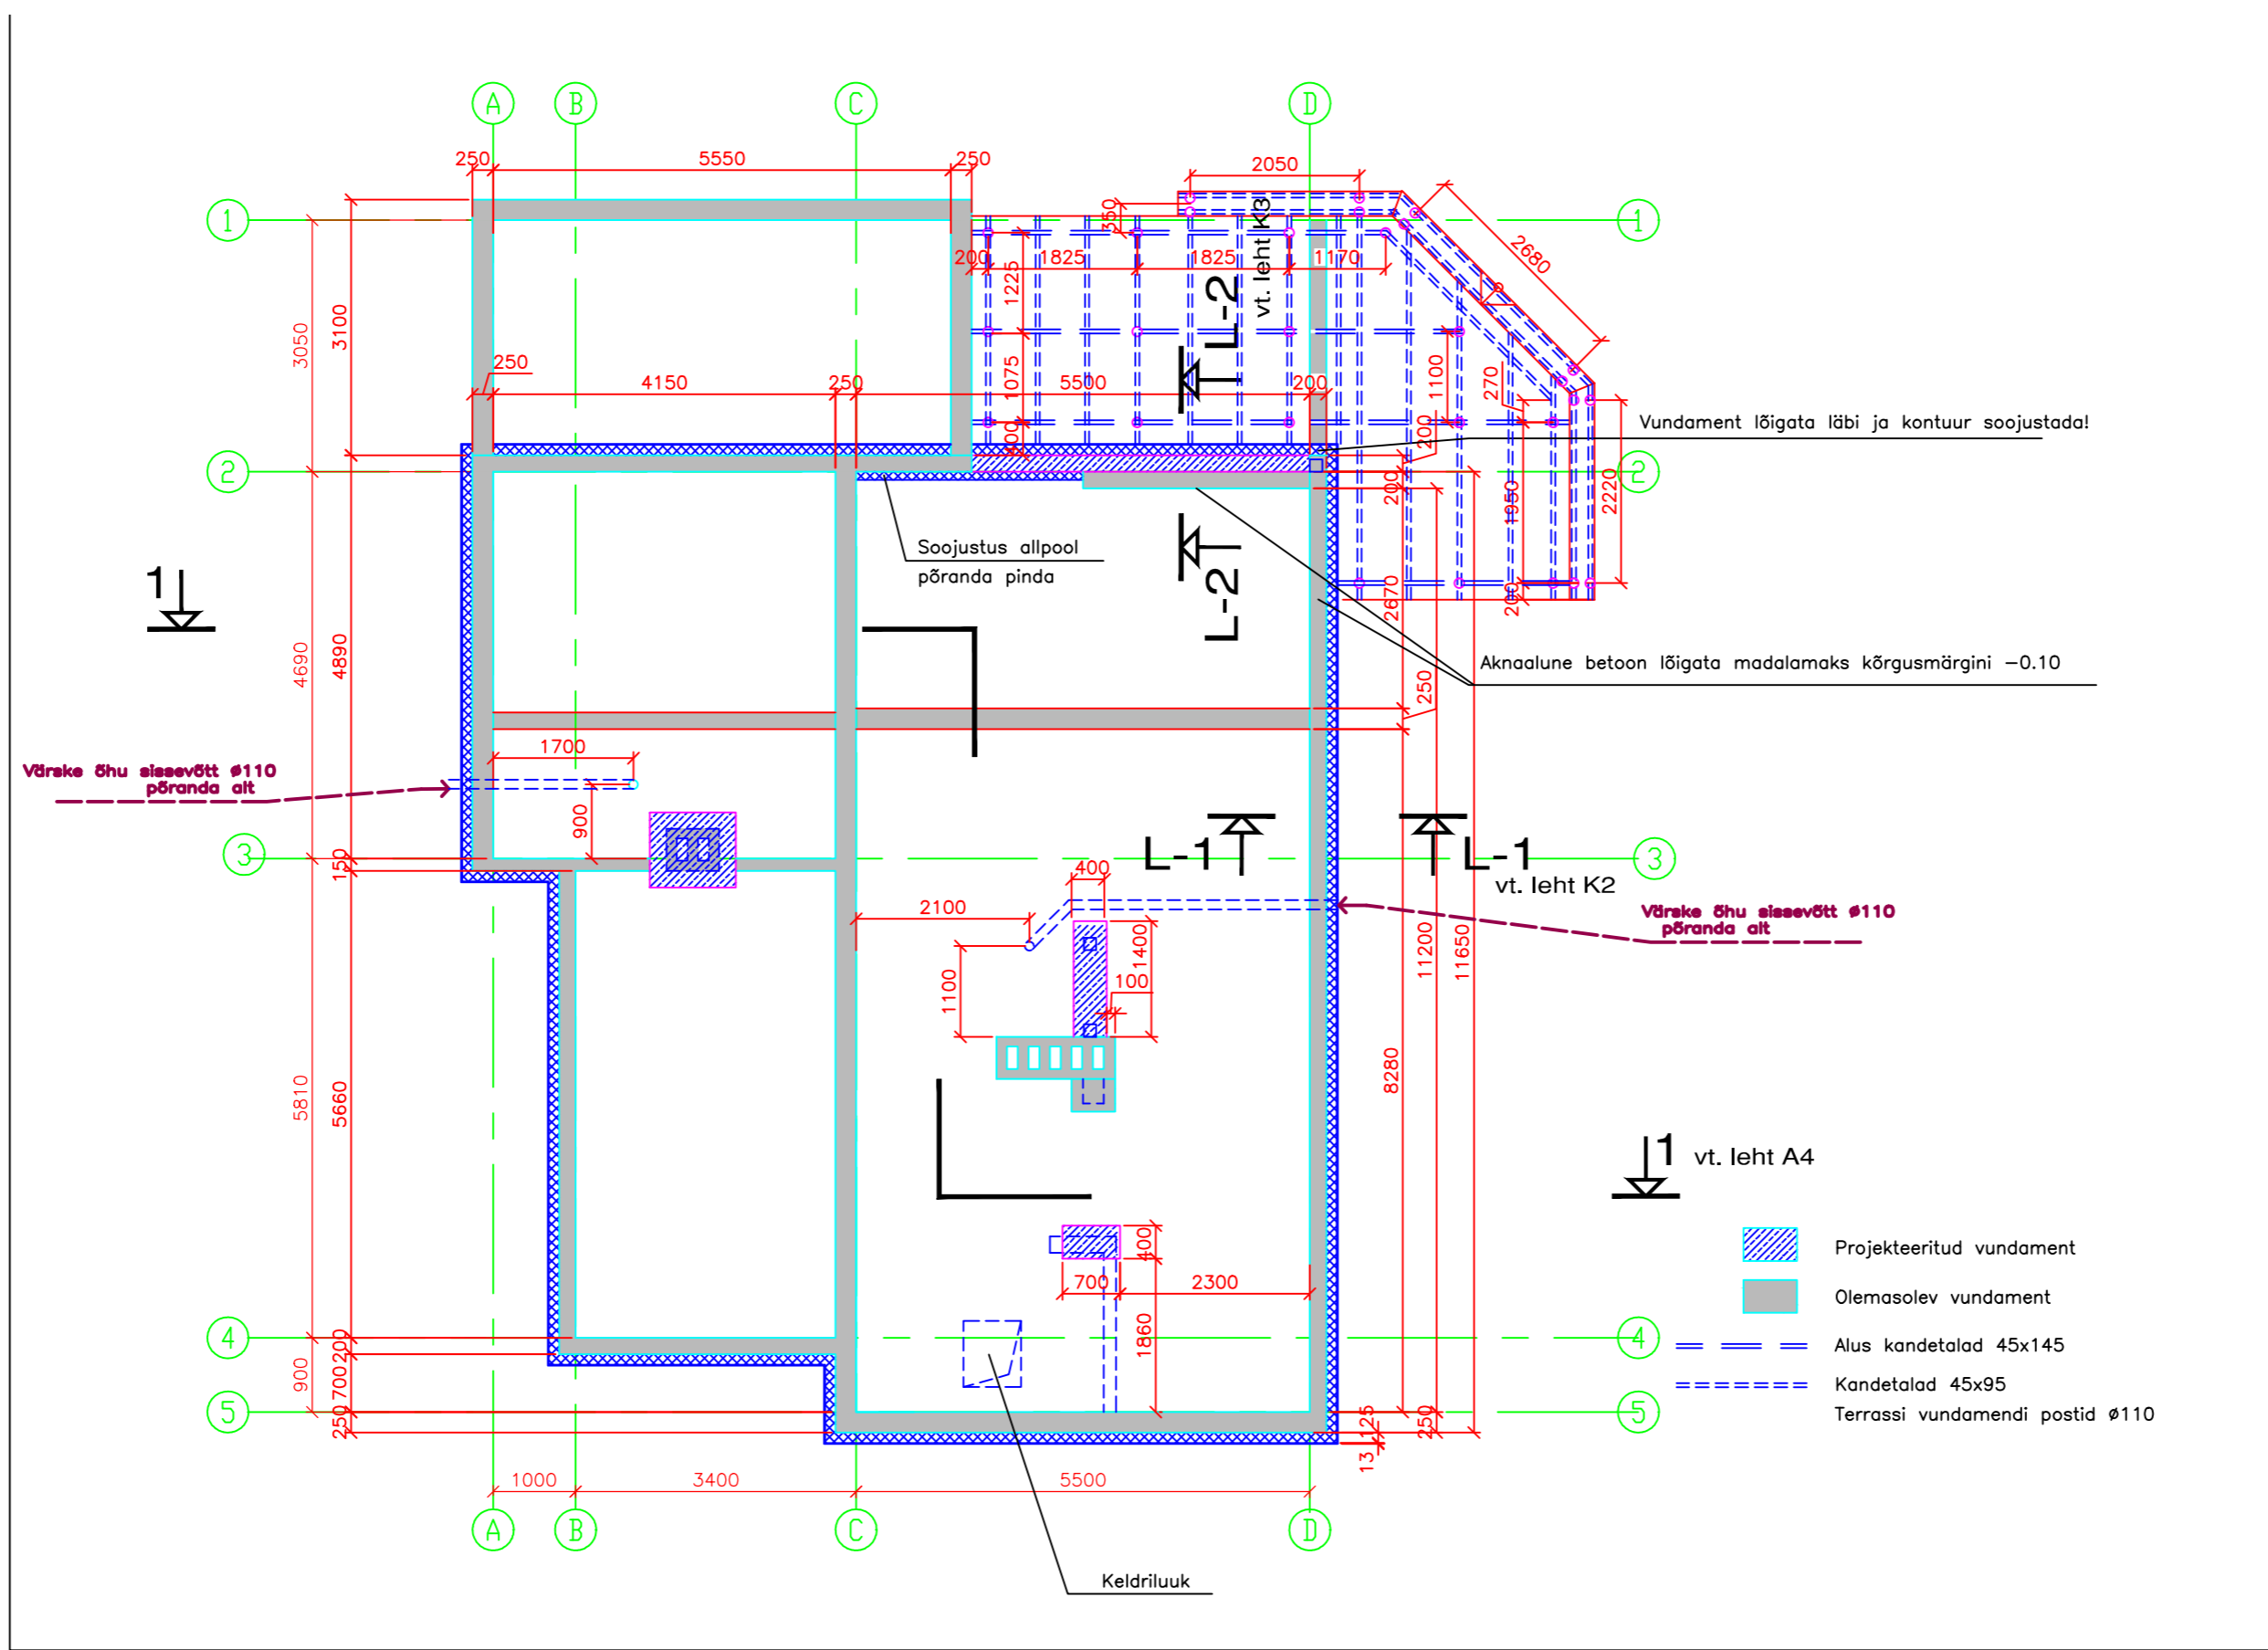 A
B
C
D
250
5550
250
2050
1
1
350
2680
200
1825
1825
1170
1225
3050
3100
L-2
vt. leht K3
250
4150
250
5500
200
1075
1100
270
400
200
Vundament lõigata läbi ja kontuur soojustada!
2
2
200
1950
2220
Soojustus allpool
põranda pinda
1
L-2
2670
200
4690
4890
Aknaalune betoon lõigata madalamaks kõrgusmärgini −0.10
250
1700
Värske õhu sissevõtt ø110
põranda alt
900
3
3
150
L-1
L-1
vt. leht K2
400
2100
Värske õhu sissevõtt ø110
põranda alt
1400
1100
100
11200
11650
8280
5810
5660
1 vt. leht A4
400
Projekteeritud vundament
700
2300
Olemasolev vundament
1860
4
4
200
Alus kandetalad 45x145
900
700
Kandetalad 45x95
5
5
250
125
250
Terrassi vundamendi postid ø110
13
1000
3400
5500
A
B
C
D
Keldriluuk